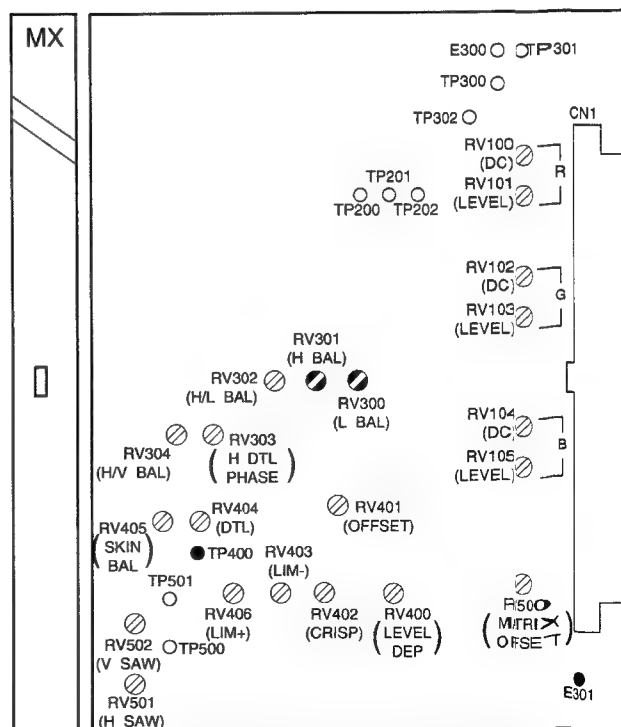 MX
E300 TP301
TP300
TP302
CN1
RV100
(DC)
R
RV101
(LEVEL)
TP201
TP200 TP202
RV102
(DC)
G
RV103
(LEVEL)
RV301
(H BAL)
RV302
(H/L BAL)
RV300
(L BAL)
RV104
(DC)
B
RV105
(LEVEL)
RV304
(H/V BAL)
RV303
(H DTL
PHASE)
RV401
(OFFSET)
RV404
(DTL)
RV405
(SKIN
BAL)
TP400
RV403
(LIM-)
TP501
RV406
(LIM+)
RV402
(CRISP)
RV400
(LEVEL
DEP)
OFFSET)
RV502
(V SAW)
TP500
RV501
(H SAW)
E301